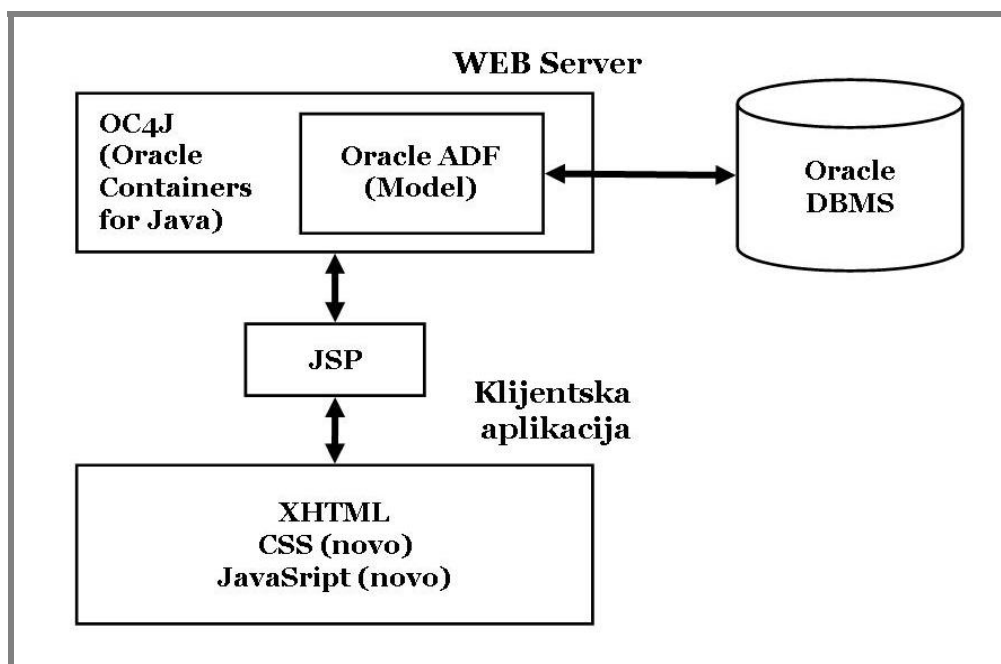 WEB Server
OC4J
(Oracle
Containers
for Java)
Oracle ADF
(Model)
Oracle
DBMS
JSP
Klijentska
aplikacija
XHTML
CSS (novo)
JavaSript (novo)